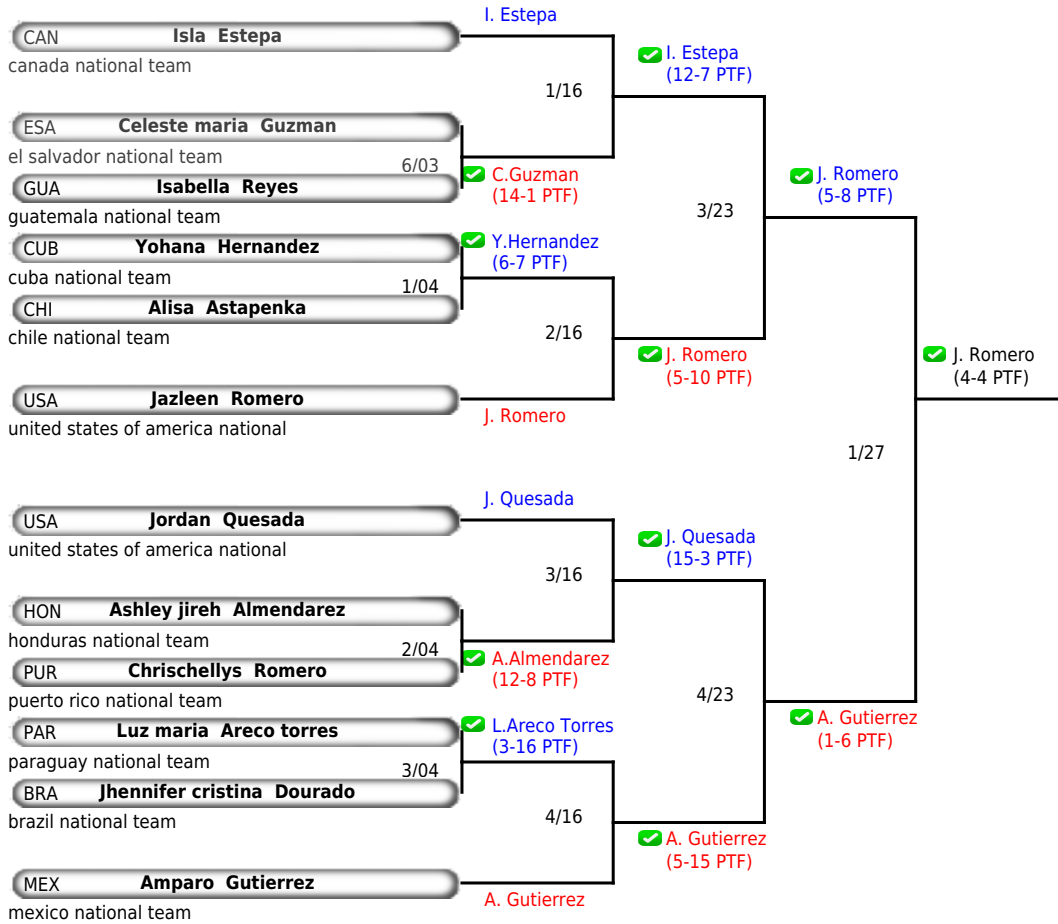 I. Estepa
CAN Isla Estepa
canada national team
I. Estepa
(12-7 PTF)
1/16
ESA Celeste maria Guzman
el salvador national team
6/03
C.Guzman
(14-1 PTF)
GUA Isabella Reyes
guatemala national team
J. Romero
(5-8 PTF)
3/23
CUB Yohana Hernandez
cuba national team
Y.Hernandez
(6-7 PTF)
1/04
CHI Alisa Astapenka
chile national team
2/16
J. Romero
(5-10 PTF)
J. Romero
(4-4 PTF)
USA Jazleen Romero
united states of america national
J. Romero
1/27
J. Quesada
USA Jordan Quesada
united states of america national
J. Quesada
(15-3 PTF)
3/16
HON Ashley jireh Almendarez
honduras national team
2/04
A.Almendarez
(12-8 PTF)
PUR Chrischellys Romero
puerto rico national team
4/23
A. Gutierrez
(1-6 PTF)
PAR Luz maria Areco torres
paraguay national team
L.Areco Torres
(3-16 PTF)
3/04
BRA Jhennifer cristina Dourado
brazil national team
4/16
A. Gutierrez
(5-15 PTF)
MEX Amparo Gutierrez
mexico national team
A. Gutierrez